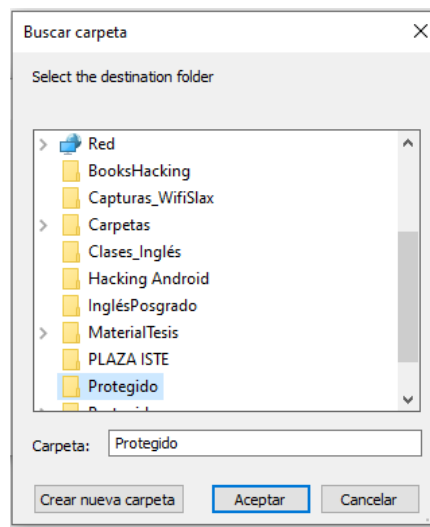 Buscar carpeta
Select the destination folder
Red
BooksHacking
Capturas_WifiSlax
Carpetas
Clases_Inglés
Hacking Android
InglésPosgrado
MaterialTesis
PLAZA ISTE
Protegido
Carpeta: Protegido
Crear nueva carpeta Aceptar Cancelar